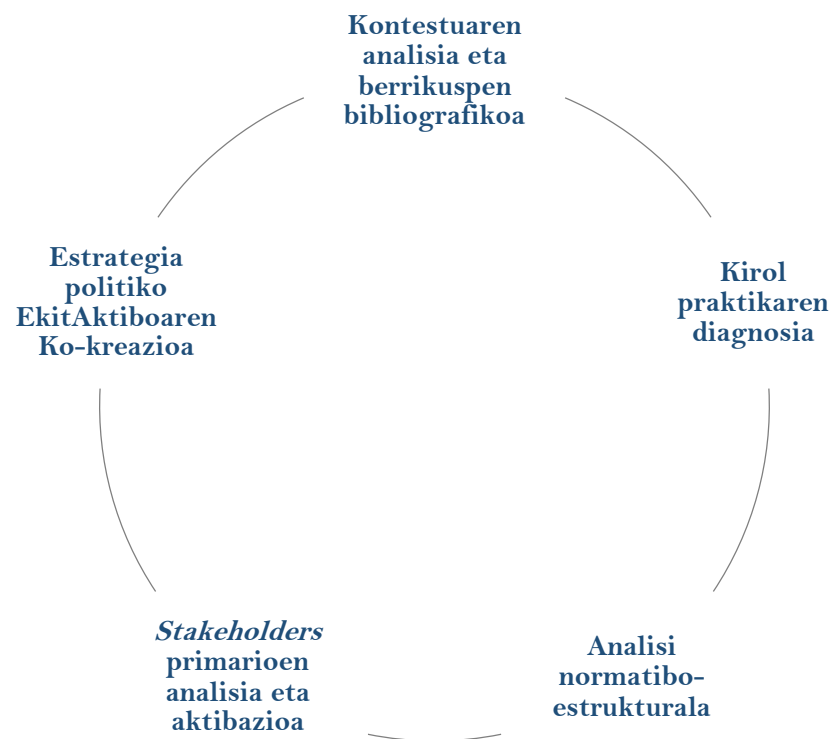 Kontestuaren
analisia eta
berrikuspen
bibliografikoa
Kirol
praktikaren
diagnosia
Analisi
normatibo-
estrukturala
Stakeholders
primarioen
analisia eta
aktibazioa
Estrategia
politiko
EkitAktiboaren
Ko-kreazioa